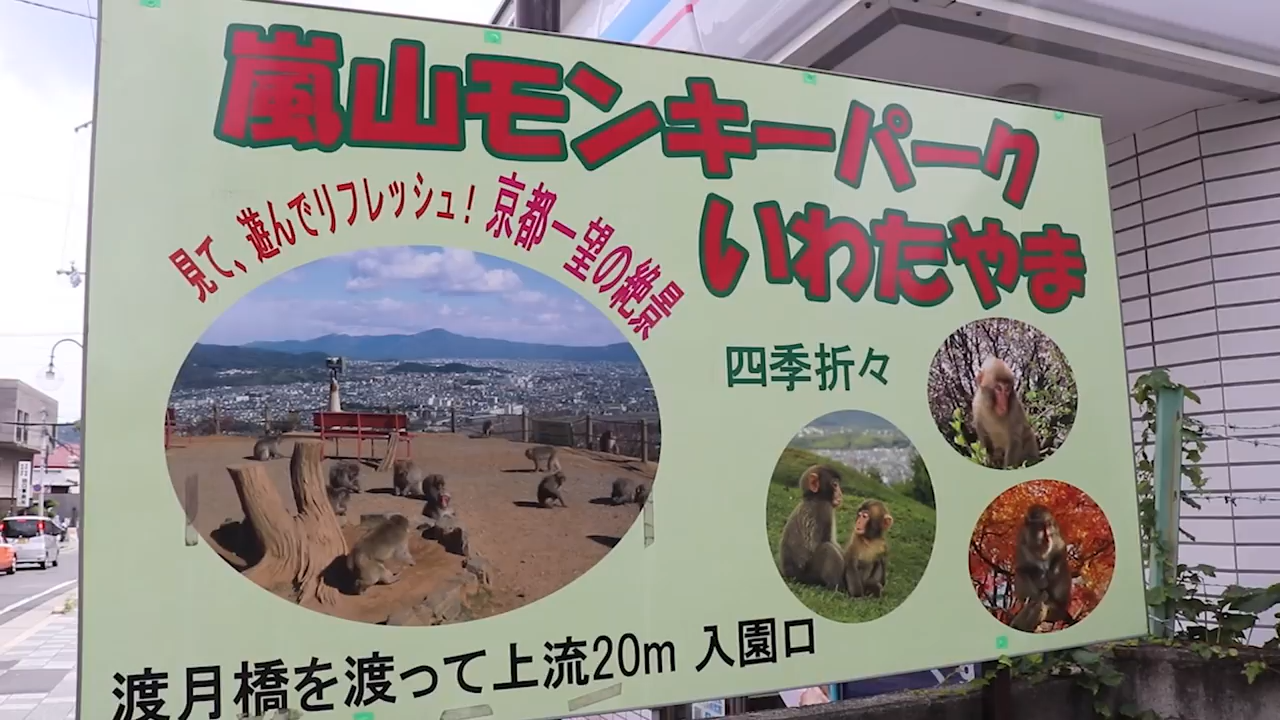 嵐山モンキーパーク
いわたやま
見て、遊んでリフレッシュ！京都一望の絶景
四季折々
渡月橋を渡って上流20m 入園口